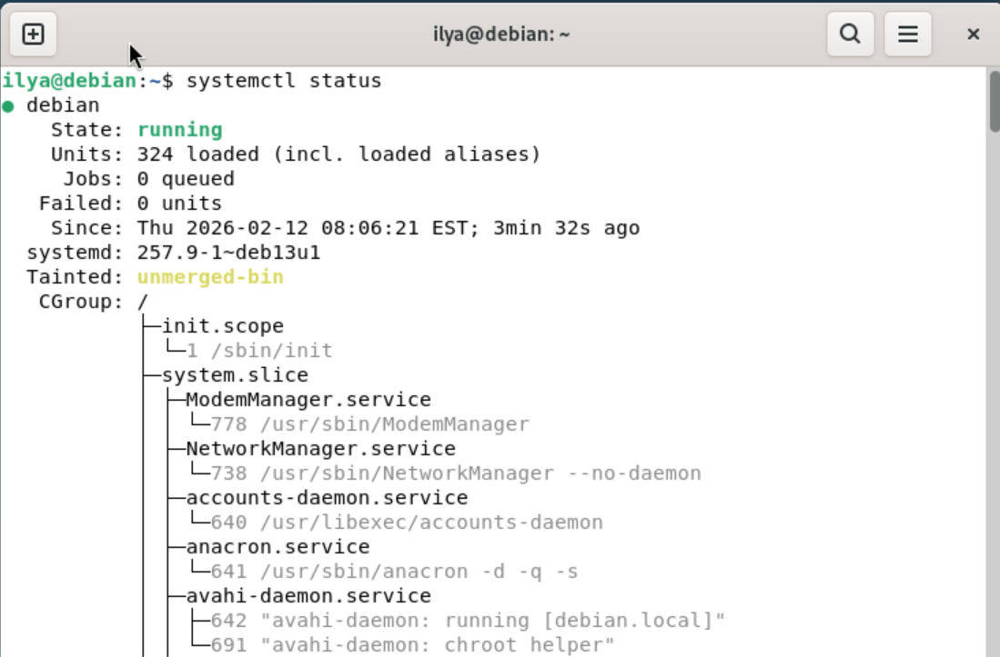 ilya@debian: ~
ilya@debian:~$ systemctl status
● debian
    State: running
    Units: 324 loaded (incl. loaded aliases)
     Jobs: 0 queued
   Failed: 0 units
    Since: Thu 2026-02-12 08:06:21 EST; 3min 32s ago
  systemd: 257.9-1~deb13u1
  Tainted: unmerged-bin
   CGroup: /
           ├─init.scope
           │ └─1 /sbin/init
           ├─system.slice
           │ ├─ModemManager.service
           │ │ └─778 /usr/sbin/ModemManager
           │ ├─NetworkManager.service
           │ │ └─738 /usr/sbin/NetworkManager --no-daemon
           │ ├─accounts-daemon.service
           │ │ └─640 /usr/libexec/accounts-daemon
           │ ├─anacron.service
           │ │ └─641 /usr/sbin/anacron -d -q -s
           │ ├─avahi-daemon.service
           │ │ ├─642 "avahi-daemon: running [debian.local]"
           │ │ └─691 "avahi-daemon: chroot helper"